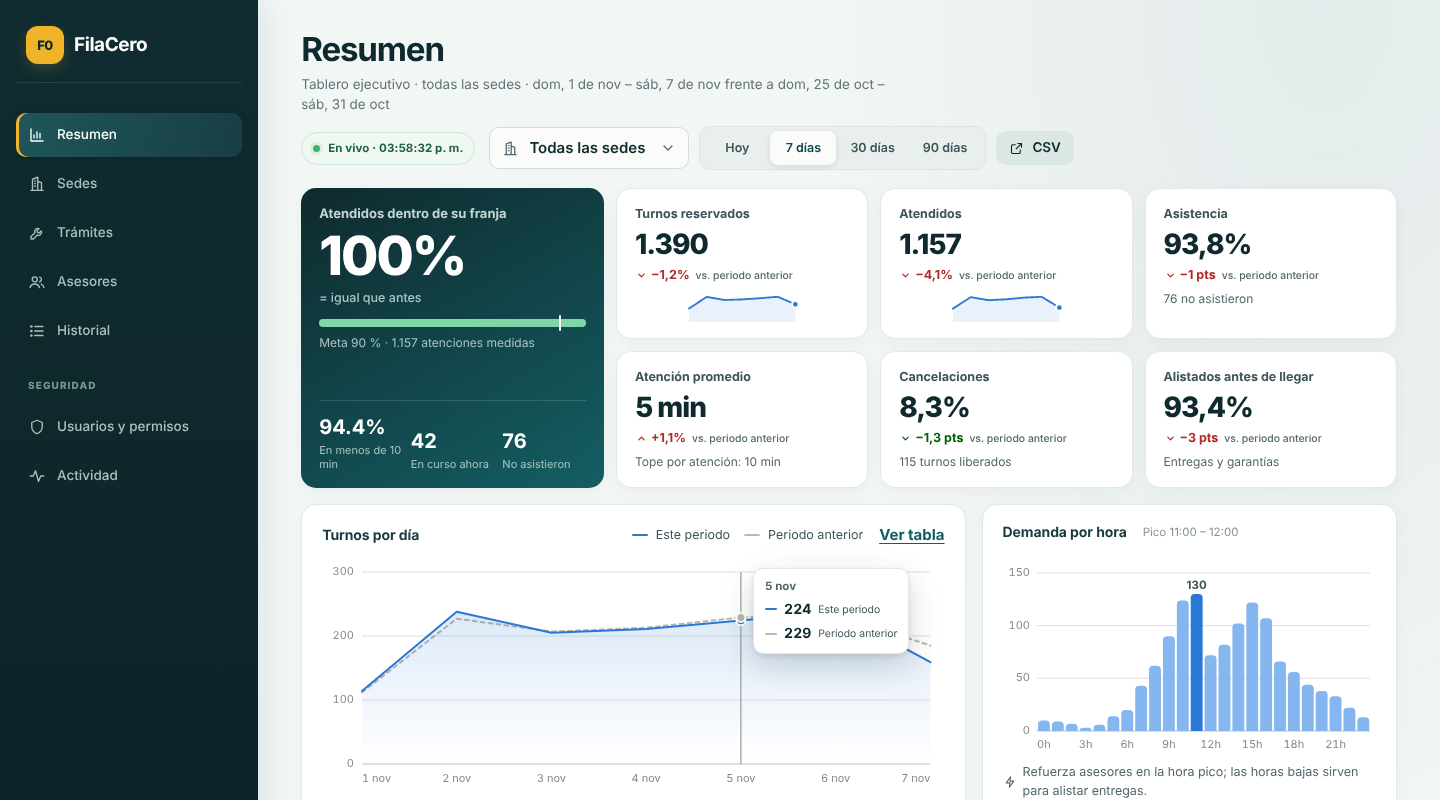 F0
FilaCero
Resumen
Sedes
Trámites
Asesores
Historial
SEGURIDAD
Usuarios y permisos
Actividad
Resumen
Tablero ejecutivo · todas las sedes · dom, 1 de nov – sáb, 7 de nov frente a dom, 25 de oct –
sáb, 31 de oct
En vivo · 03:58:32 p. m.
Todas las sedes
Hoy
7 días
30 días
90 días
CSV
Atendidos dentro de su franja
100%
= igual que antes
Meta 90 % · 1.157 atenciones medidas
94.4%
En menos de 10
min
42
En curso ahora
76
No asistieron
Turnos reservados
1.390
−1,2% vs. periodo anterior
Atendidos
1.157
−4,1% vs. periodo anterior
Asistencia
93,8%
−1 pts vs. periodo anterior
76 no asistieron
Atención promedio
5 min
+1,1% vs. periodo anterior
Tope por atención: 10 min
Cancelaciones
8,3%
−1,3 pts vs. periodo anterior
115 turnos liberados
Alistados antes de llegar
93,4%
−3 pts vs. periodo anterior
Entregas y garantías
Turnos por día
Este periodo
Periodo anterior
Ver tabla
300
200
100
0
1 nov
2 nov
3 nov
4 nov
5 nov
6 nov
7 nov
5 nov
224 Este periodo
229 Periodo anterior
Demanda por hora
Pico 11:00 – 12:00
150
100
50
0
130
0h
3h
6h
9h
12h
15h
18h
21h
Refuerza asesores en la hora pico; las horas bajas sirven
para alistar entregas.